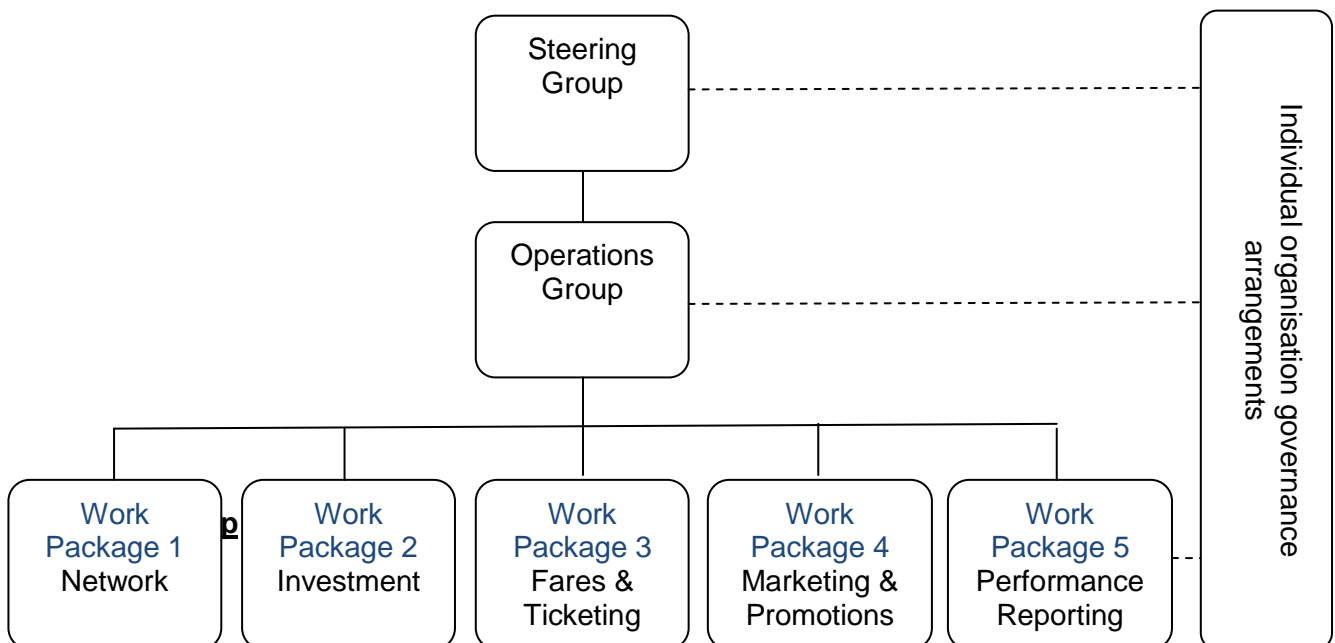 Steering
Group
Operations
Group
Individual organisation governance
arrangements
Work
Package 1
Network
p
Work
Package 2
Investment
Work
Package 3
Fares &
Ticketing
Work
Package 4
Marketing &
Promotions
Work
Package 5
Performance
Reporting